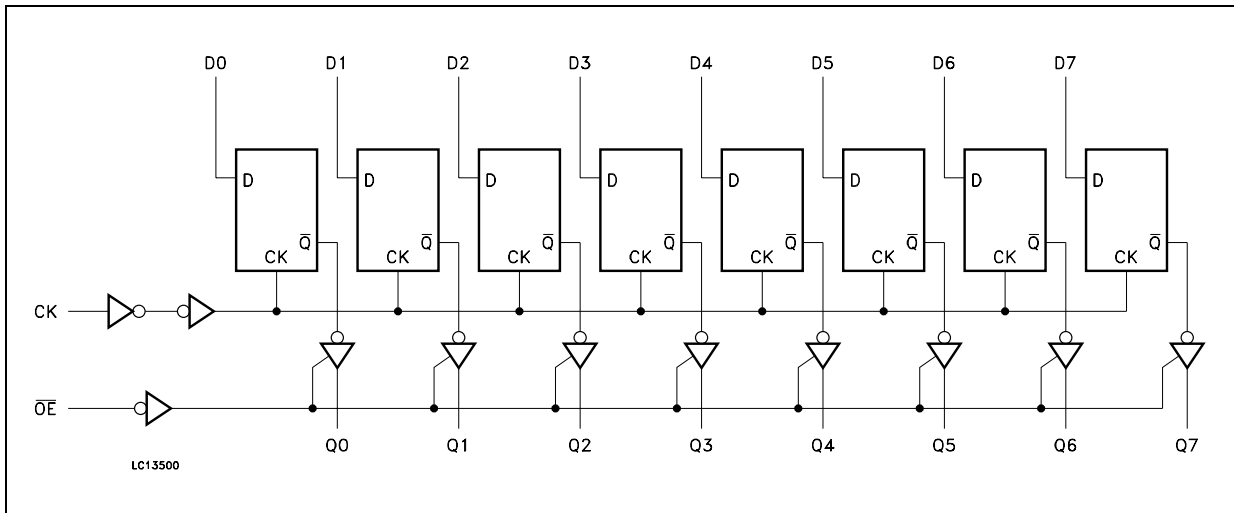 D0 D1 D2 D3 D4 D5 D6 D7
D D D D D D D D
Q̅ Q̅ Q̅ Q̅ Q̅ Q̅ Q̅ Q̅
CK CK CK CK CK CK CK CK
CK
O̅E̅
Q0 Q1 Q2 Q3 Q4 Q5 Q6 Q7
LC13500